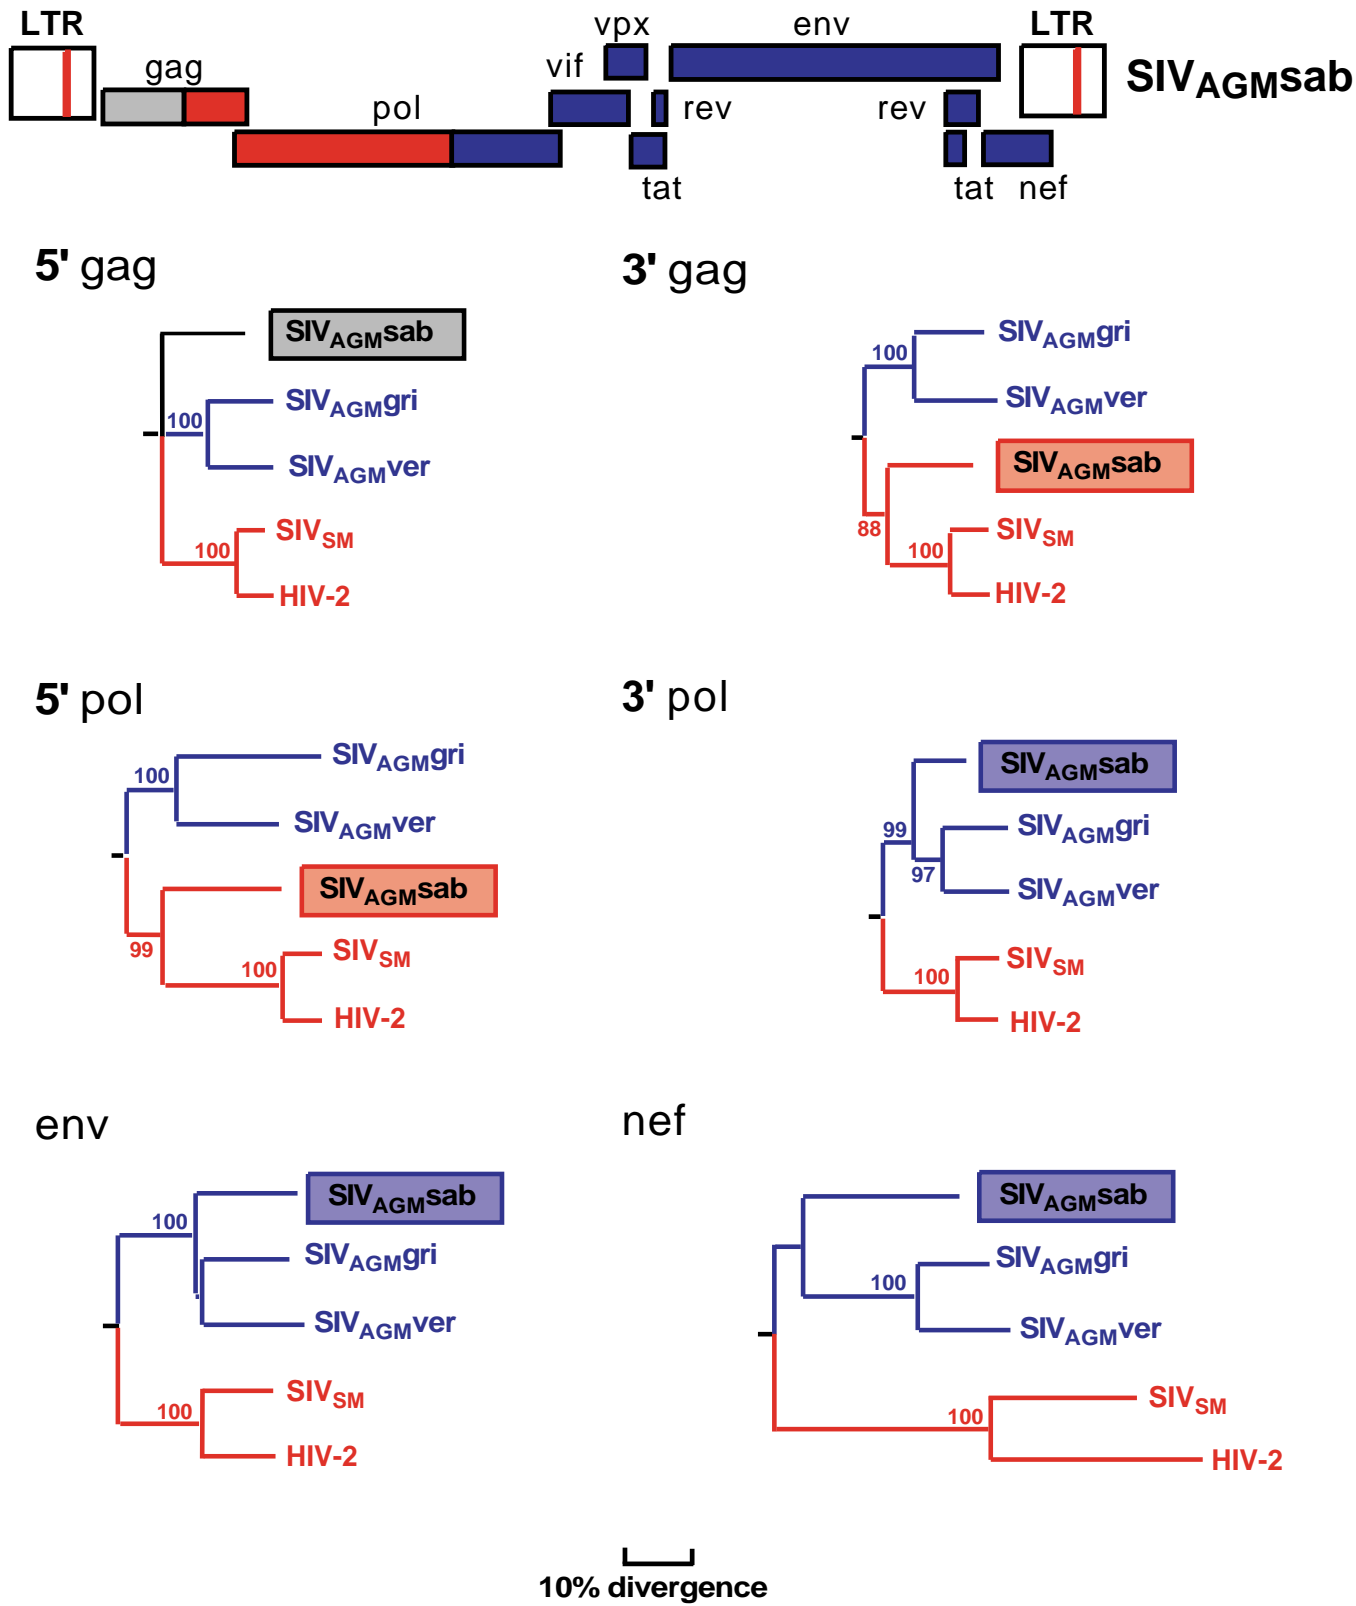 LTR
vpx
env
LTR
gag
vif
SIVAGMsab
pol
rev
rev
tat
tat
nef
5' gag
SIVAGMsab
SIVAGMgri
100
SIVAGMver
SIVSM
100
HIV-2
3' gag
SIVAGMgri
100
SIVAGMver
SIVAGMsab
88
SIVSM
100
HIV-2
5' pol
SIVAGMgri
100
SIVAGMver
SIVAGMsab
99
SIVSM
100
HIV-2
3' pol
SIVAGMsab
99
SIVAGMgri
97
SIVAGMver
SIVSM
100
HIV-2
env
SIVAGMsab
100
SIVAGMgri
SIVAGMver
SIVSM
100
HIV-2
nef
SIVAGMsab
SIVAGMgri
100
SIVAGMver
SIVSM
100
HIV-2
10% divergence